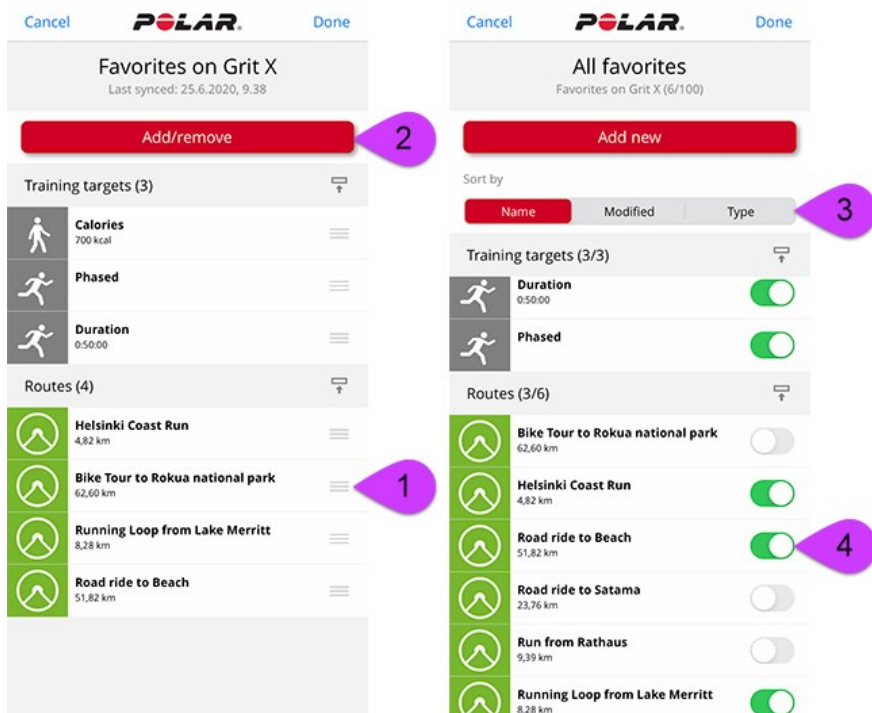 Cancel
POLAR.
Done
Favorites on Grit X
Last synced: 25.6.2020, 9.38
Add/remove
2
Training targets (3)
Calories
700 kcal
Phased
Duration
0:50:00
Routes (4)
Helsinki Coast Run
4,82 km
Bike Tour to Rokua national park
62,60 km
1
Running Loop from Lake Merritt
8,28 km
Road ride to Beach
51,82 km
Cancel
POLAR.
Done
All favorites
Favorites on Grit X (6/100)
Add new
Sort by
Name Modified Type
3
Training targets (3/3)
Duration
0:50:00
Phased
Routes (3/6)
Bike Tour to Rokua national park
62,60 km
Helsinki Coast Run
4,82 km
Road ride to Beach
51,82 km
4
Road ride to Satama
23,76 km
Run from Rathaus
9,39 km
Running Loop from Lake Merritt
8,28 km